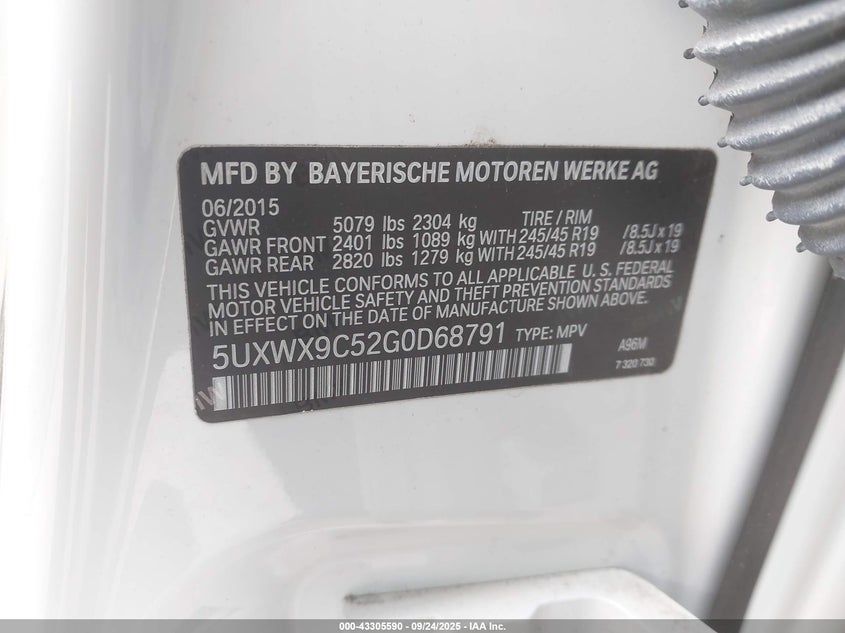 MFD BY BAYERISCHE MOTOREN WERKE AG
06/2015 TIRE / RIM
GVWR 5079 lbs 2304 kg
GAWR FRONT 2401 lbs 1089 kg WITH 245/45 R19 /8.5J x 19
GAWR REAR 2820 lbs 1279 kg WITH 245/45 R19 /8.5J x 19
THIS VEHICLE CONFORMS TO ALL APPLICABLE U. S. FEDERAL
MOTOR VEHICLE SAFETY AND THEFT PREVENTION STANDARDS
IN EFFECT ON THE DATE OF MANUFACTURE SHOWN ABOVE.
5UXWX9C52G0D68791 TYPE: MPV A96M
7 320 730
000-43305590 - 09/24/2025 - IAA Inc.